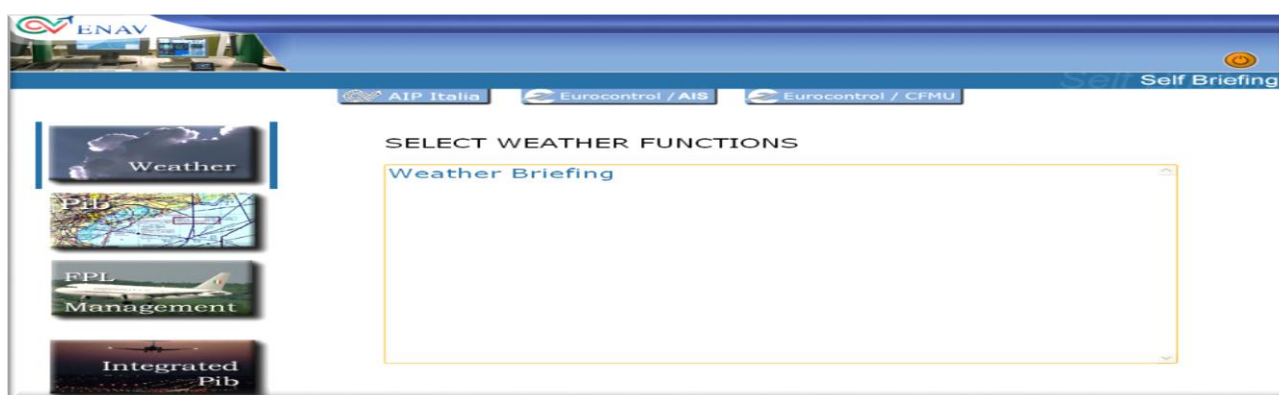 ENAV
Self Self Briefing
AIP Italia
Eurocontrol / AIS
Eurocontrol / CFMU
SELECT WEATHER FUNCTIONS
Weather Briefing
Weather
Pib
FPL
Management
Integrated
Pib